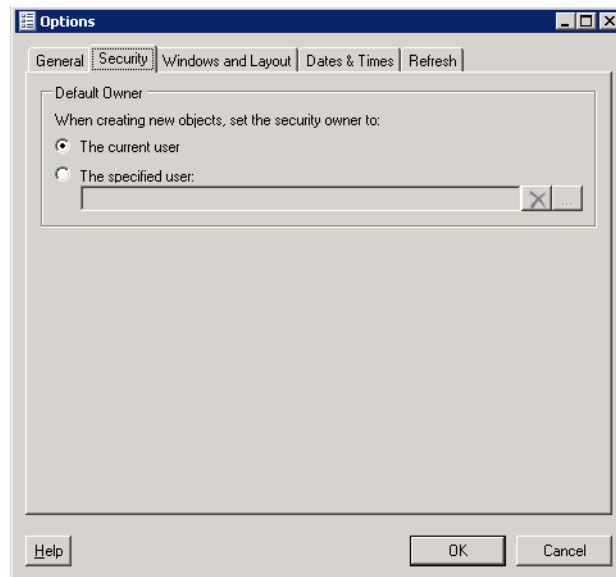 Options
General Security Windows and Layout Dates & Times Refresh
Default Owner
When creating new objects, set the security owner to:
The current user
The specified user:
...
Help OK Cancel